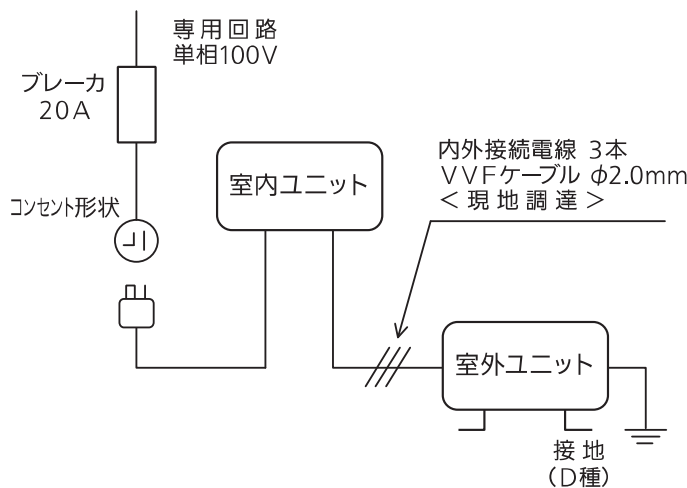 専用回路
単相100V
ブレーカ
20A
コンセント形状
室内ユニット
内外接続電線 3本
VVFケーブル φ2.0mm
<現地調達>
室外ユニット
接地
(D種)